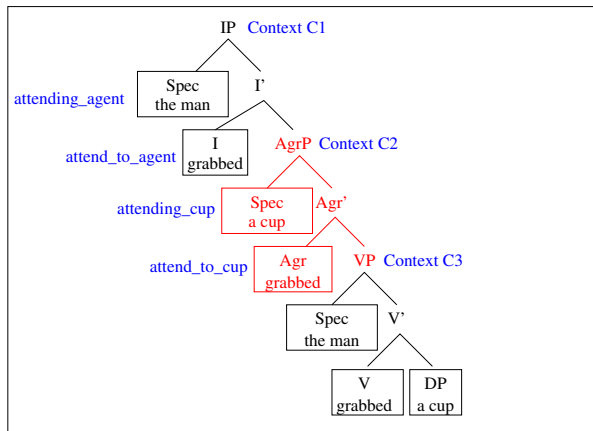 IP Context C1
Spec
the man
attending_agent
I’
I
grabbed
attend_to_agent
AgrP Context C2
Spec
a cup
attending_cup
Agr’
Agr
grabbed
attend_to_cup
VP Context C3
Spec
the man
V’
V
grabbed
DP
a cup